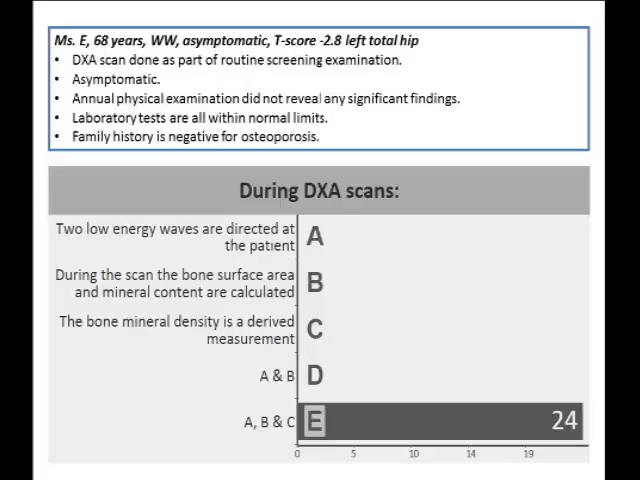 Ms. E, 68 years, WW, asymptomatic, T-score -2.8 left total hip
• DXA scan done as part of routine screening examination.
• Asymptomatic.
• Annual physical examination did not reveal any significant findings.
• Laboratory tests are all within normal limits.
• Family history is negative for osteoporosis.
During DXA scans:
Two low energy waves are directed at
the patient
A
During the scan the bone surface area
and mineral content are calculated
B
The bone mineral density is a derived
measurement
C
A & B
D
A, B & C
E
24
0 5 10 14 19